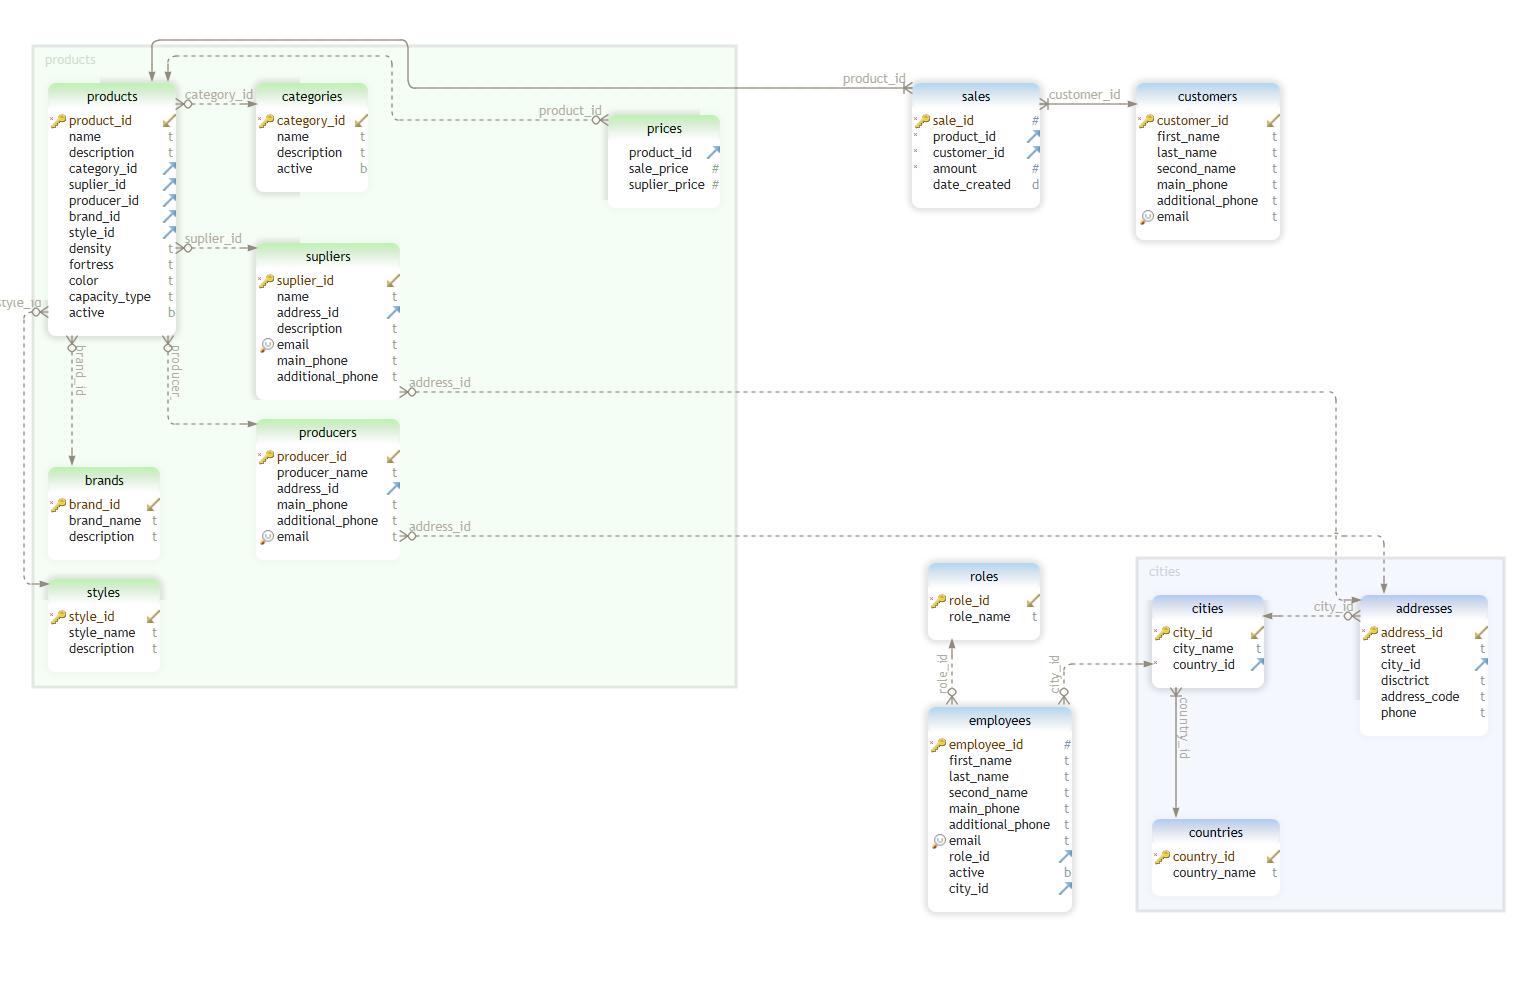 products
products
product_id
name t
description t
category_id
suplier_id
producer_id
brand_id
style_id
density t
fortress t
color t
capacity_type t
active b
category_id
categories
category_id
name t
description t
active b
product_id
prices
product_id
sale_price #
suplier_price #
product_id
sales
sale_id #
product_id
customer_id
amount #
date_created d
customer_id
customers
customer_id
first_name t
last_name t
second_name t
main_phone t
additional_phone t
email t
suplier_id
supliers
suplier_id
name t
address_id
description t
email t
main_phone t
additional_phone t
address_id
style_id
brand_id
producer
producers
producer_id
producer_name t
address_id
main_phone t
additional_phone t
email t
address_id
brands
brand_id
brand_name t
description t
styles
style_id
style_name t
description t
roles
role_id
role_name t
role_id
city_id
employees
employee_id #
first_name t
last_name t
second_name t
main_phone t
additional_phone t
email t
role_id
active b
city_id
cities
cities
city_id
city_name t
country_id
city_id
addresses
address_id
street t
city_id
disctrict t
address_code t
phone t
country_id
countries
country_id
country_name t